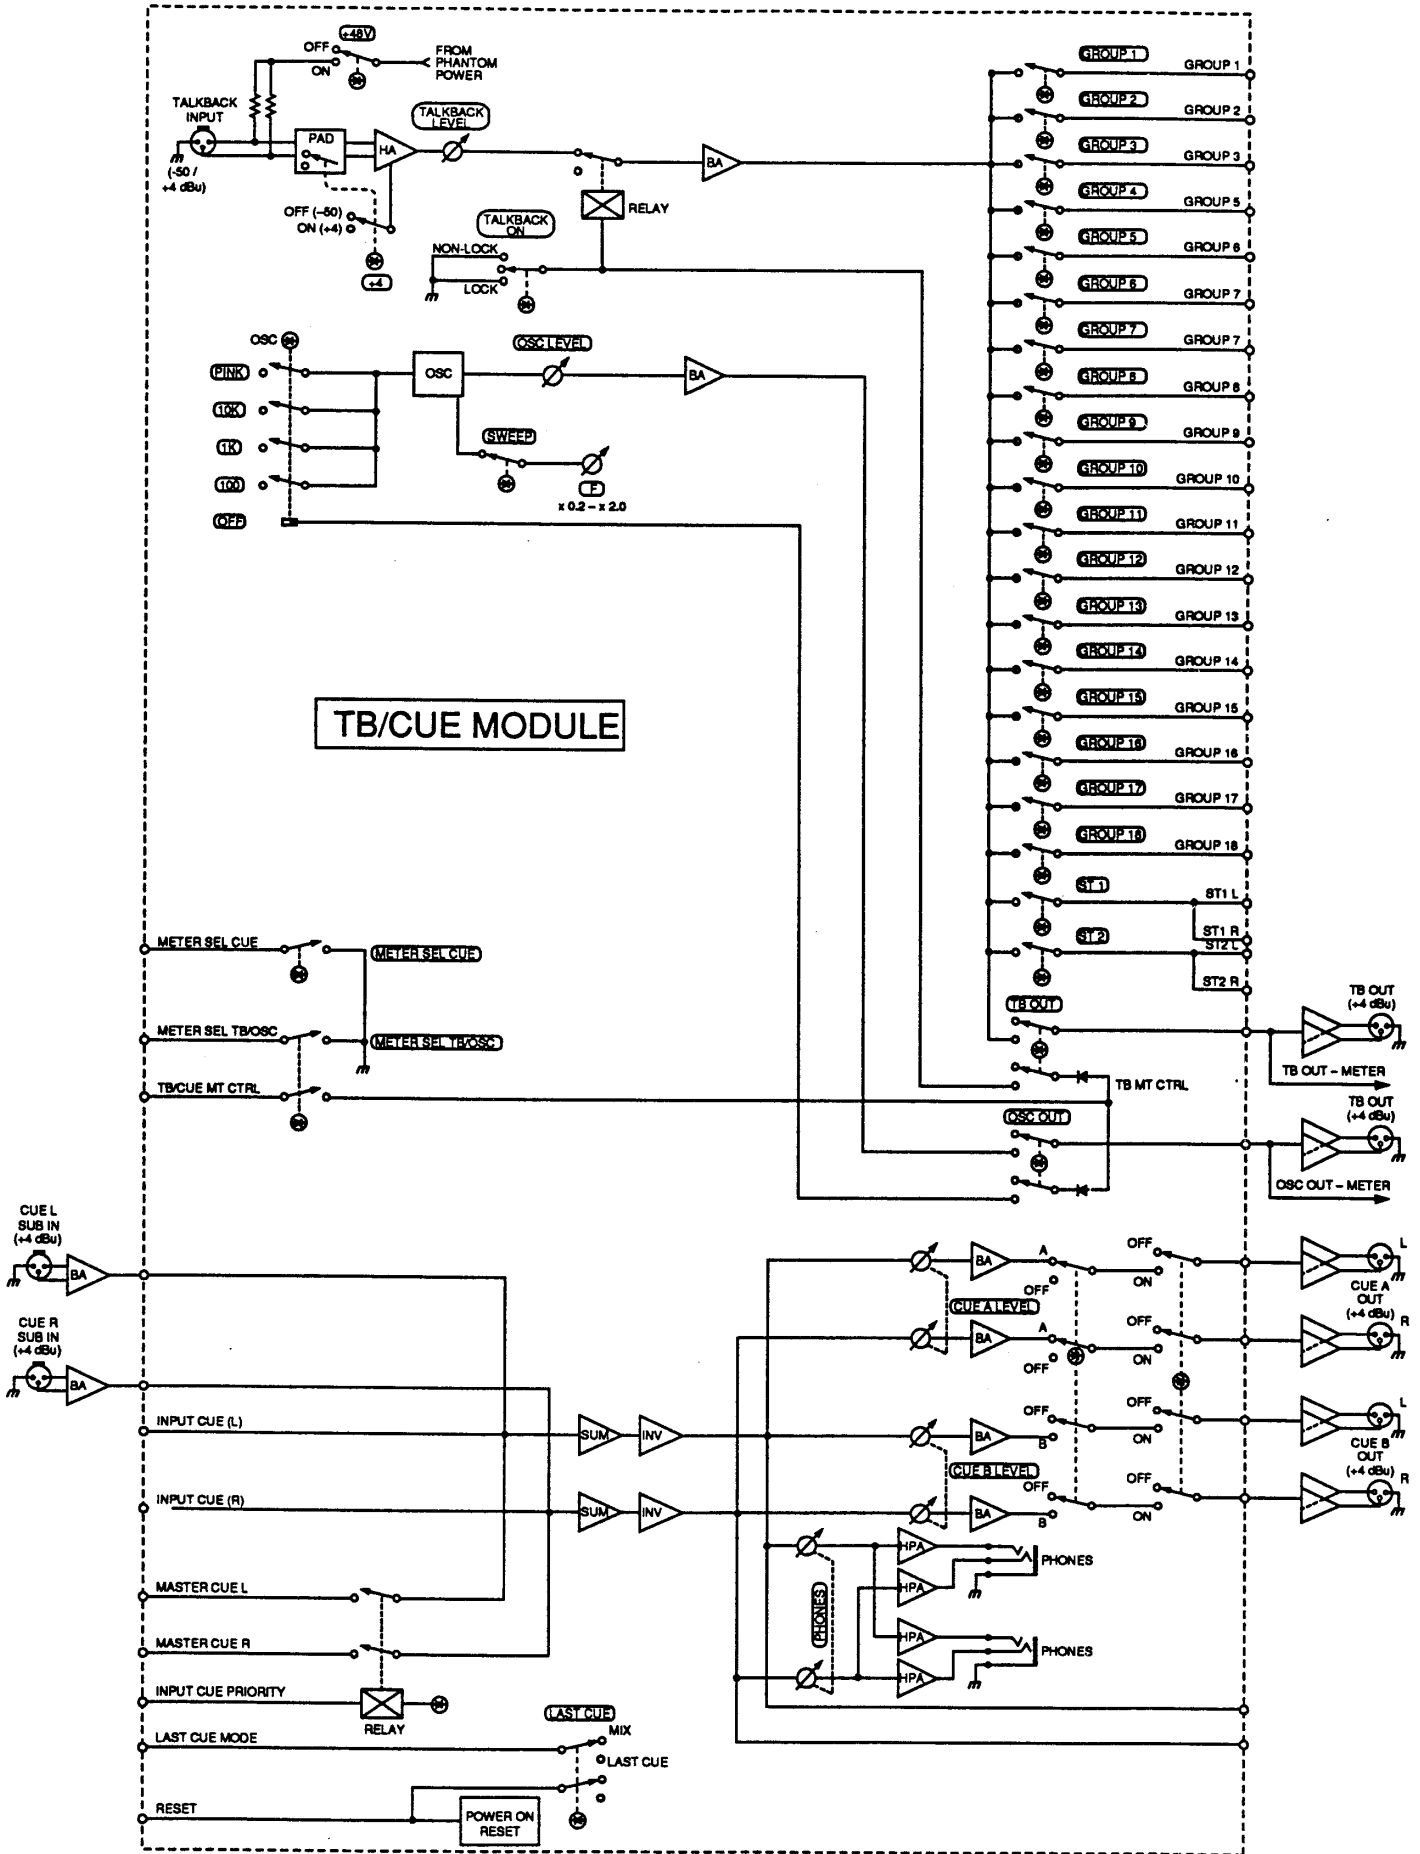 +48V
OFF
ON
FROM
PHANTOM
POWER
TALKBACK
INPUT
(-50 /
+4 dBu)
PAD
HA
TALKBACK
LEVEL
BA
RELAY
OFF (-50)
ON (+4)
+4
TALKBACK
ON
NON-LOCK
LOCK
OSC
PINK
10K
1K
100
OFF
OSC
OSC LEVEL
BA
SWEEP
F
x 0.2 – x 2.0
GROUP 1
GROUP 1
GROUP 2
GROUP 2
GROUP 3
GROUP 3
GROUP 4
GROUP 5
GROUP 5
GROUP 6
GROUP 6
GROUP 7
GROUP 7
GROUP 7
GROUP 8
GROUP 8
GROUP 9
GROUP 9
GROUP 10
GROUP 10
GROUP 11
GROUP 11
GROUP 12
GROUP 12
GROUP 13
GROUP 13
GROUP 14
GROUP 14
GROUP 15
GROUP 15
GROUP 16
GROUP 16
GROUP 17
GROUP 17
GROUP 18
GROUP 18
ST 1
ST1 L
ST1 R
ST 2
ST2 L
ST2 R
TB/CUE MODULE
METER SEL CUE
METER SEL CUE
METER SEL TB/OSC
METER SEL TB/OSC
TB/CUE MT CTRL
TB OUT
TB MT CTRL
OSC OUT
TB OUT
(+4 dBu)
TB OUT – METER
TB OUT
(+4 dBu)
OSC OUT – METER
CUE L
SUB IN
(+4 dBu)
BA
CUE R
SUB IN
(+4 dBu)
BA
INPUT CUE (L)
SUM
INV
INPUT CUE (R)
SUM
INV
BA
A
OFF
OFF
ON
L
CUE A LEVEL
CUE A
OUT
(+4 dBu)
BA
A
OFF
OFF
ON
R
BA
OFF
B
OFF
ON
L
CUE B LEVEL
CUE B
OUT
(+4 dBu)
BA
OFF
B
OFF
ON
R
PHONES
HPA
HPA
PHONES
HPA
HPA
PHONES
MASTER CUE L
MASTER CUE R
INPUT CUE PRIORITY
RELAY
LAST CUE MODE
LAST CUE
MIX
LAST CUE
RESET
POWER ON
RESET